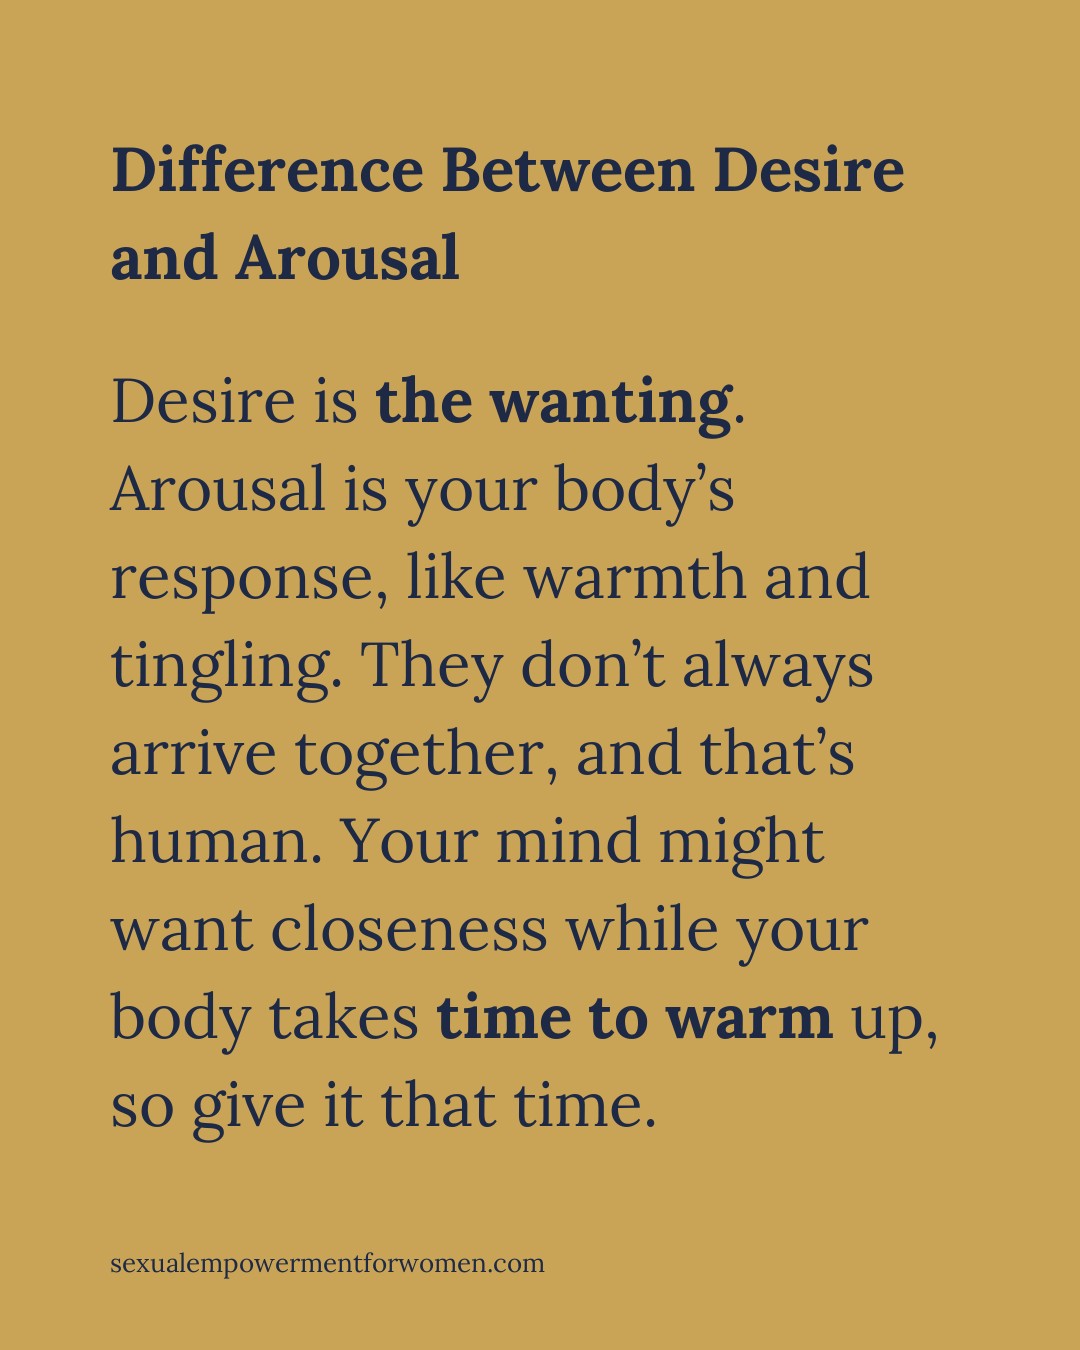 Difference Between Desire
and Arousal
Desire is the wanting.
Arousal is your body’s
response, like warmth and
tingling. They don’t always
arrive together, and that’s
human. Your mind might
want closeness while your
body takes time to warm up,
so give it that time.
sexualempowermentforwomen.com